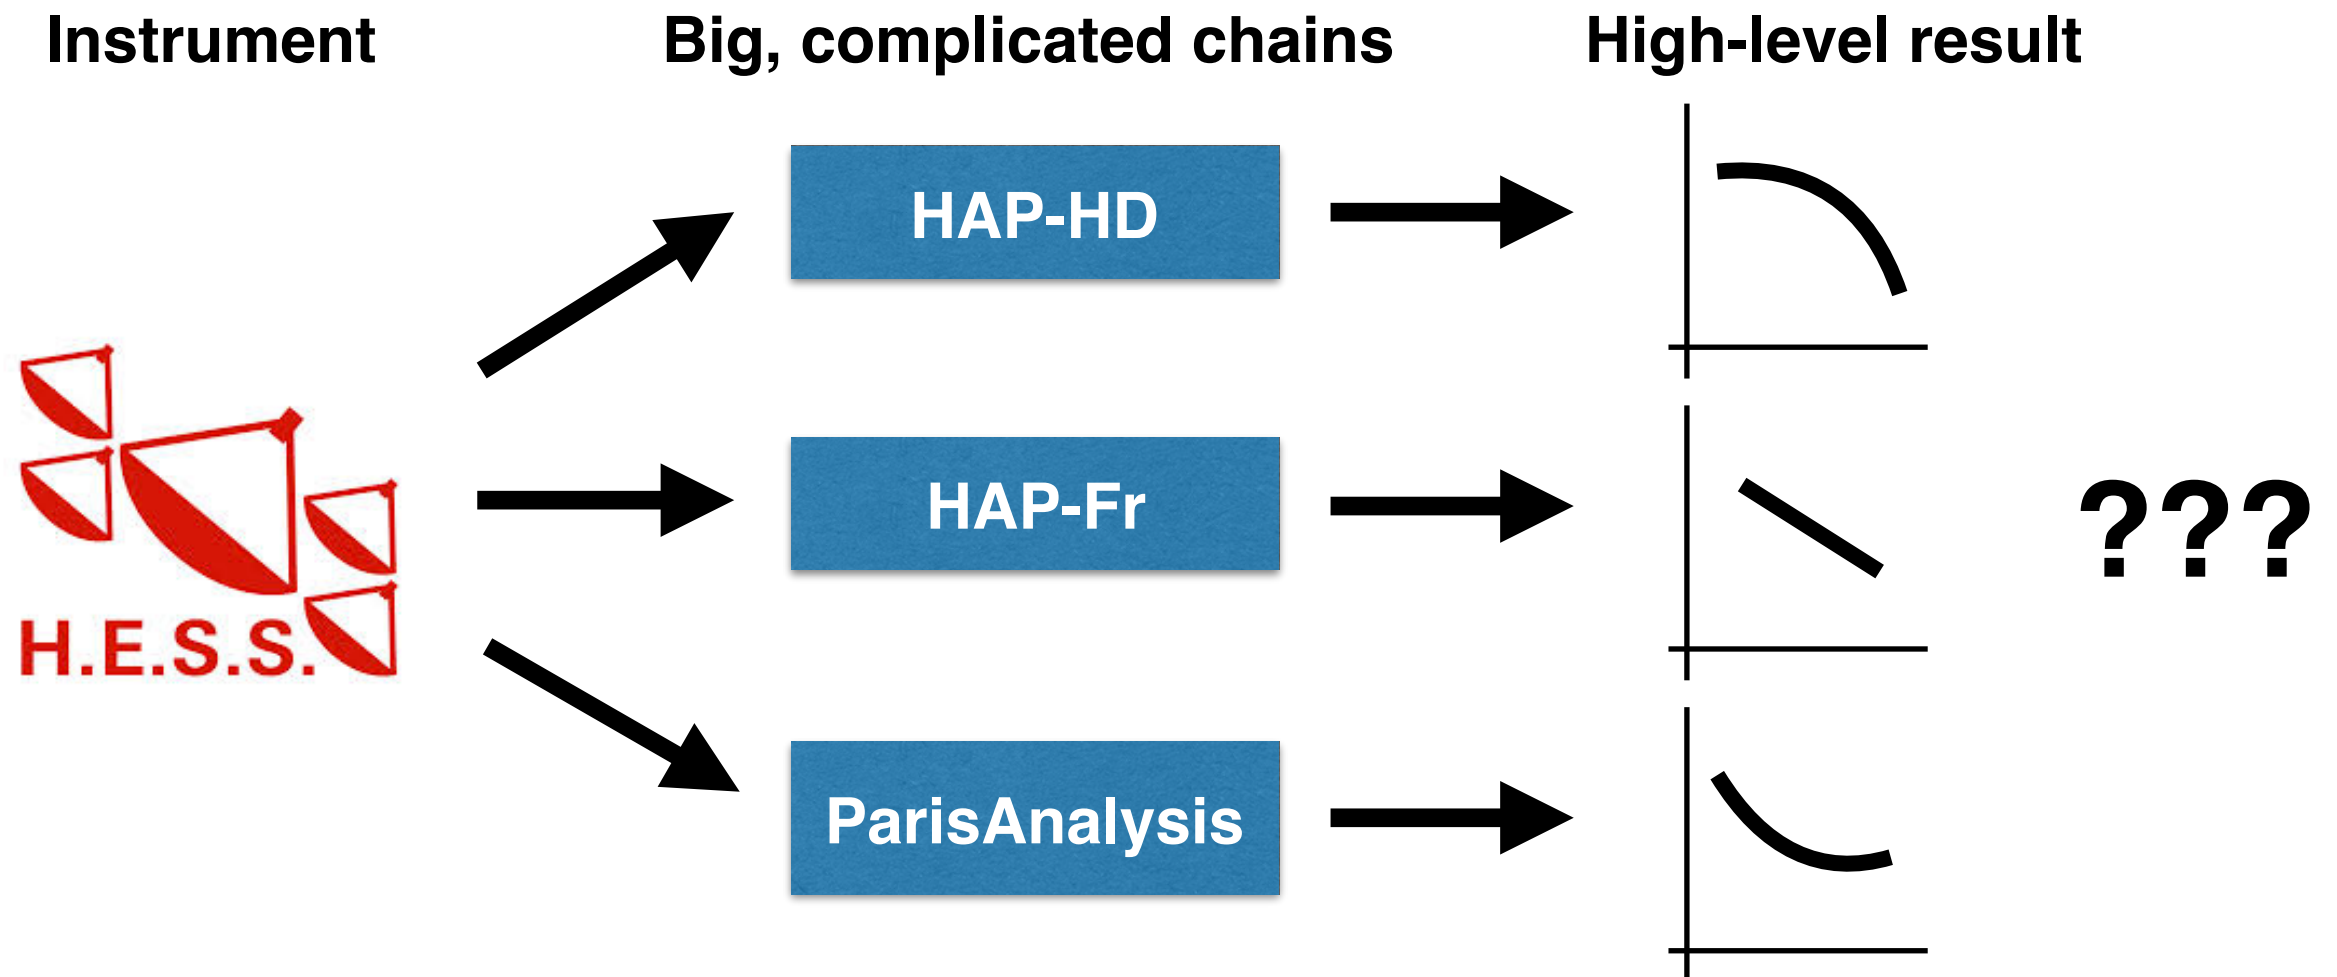 Instrument
Big, complicated chains
High-level result
HAP-HD
HAP-Fr
???
H.E.S.S.
ParisAnalysis